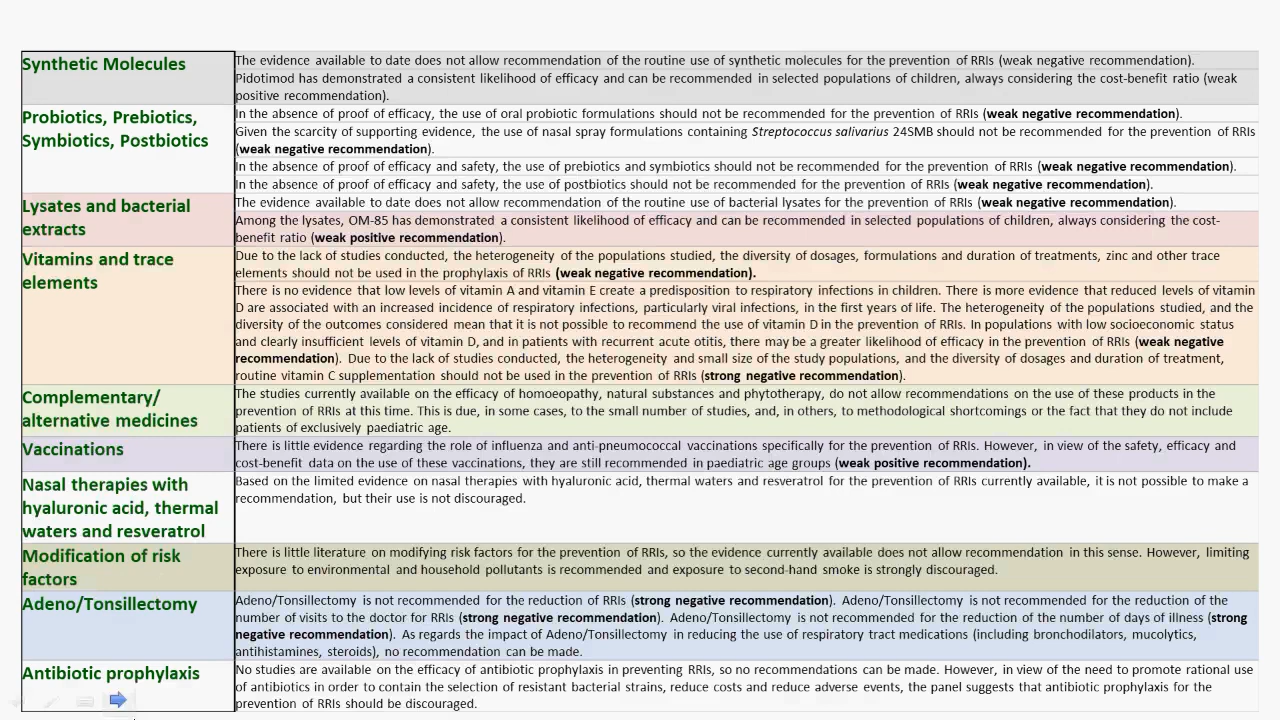 Synthetic Molecules
The evidence available to date does not allow recommendation of the routine use of synthetic molecules for the prevention of RRIs (weak negative recommendation).
Pidotimod has demonstrated a consistent likelihood of efficacy and can be recommended in selected populations of children, always considering the cost-benefit ratio (weak
positive recommendation).
Probiotics, Prebiotics,
Symbiotics, Postbiotics
In the absence of proof of efficacy, the use of oral probiotic formulations should not be recommended for the prevention of RRIs (weak negative recommendation).
Given the scarcity of supporting evidence, the use of nasal spray formulations containing Streptococcus salivarius 24SMB should not be recommended for the prevention of RRIs
(weak negative recommendation).
In the absence of proof of efficacy and safety, the use of prebiotics and symbiotics should not be recommended for the prevention of RRIs (weak negative recommendation).
In the absence of proof of efficacy and safety, the use of postbiotics should not be recommended for the prevention of RRIs (weak negative recommendation).
Lysates and bacterial
extracts
The evidence available to date does not allow recommendation of the routine use of bacterial lysates for the prevention of RRIs (weak negative recommendation).
Among the lysates, OM-85 has demonstrated a consistent likelihood of efficacy and can be recommended in selected populations of children, always considering the cost-
benefit ratio (weak positive recommendation).
Vitamins and trace
elements
Due to the lack of studies conducted, the heterogeneity of the populations studied, the diversity of dosages, formulations and duration of treatments, zinc and other trace
elements should not be used in the prophylaxis of RRIs (weak negative recommendation).
There is no evidence that low levels of vitamin A and vitamin E create a predisposition to respiratory infections in children. There is more evidence that reduced levels of vitamin
D are associated with an increased incidence of respiratory infections, particularly viral infections, in the first years of life. The heterogeneity of the populations studied, and the
diversity of the outcomes considered mean that it is not possible to recommend the use of vitamin D in the prevention of RRIs. In populations with low socioeconomic status
and clearly insufficient levels of vitamin D, and in patients with recurrent acute otitis, there may be a greater likelihood of efficacy in the prevention of RRIs (weak negative
recommendation). Due to the lack of studies conducted, the heterogeneity and small size of the study populations, and the diversity of dosages and duration of treatment,
routine vitamin C supplementation should not be used in the prevention of RRIs (strong negative recommendation).
Complementary/
alternative medicines
The studies currently available on the efficacy of homoeopathy, natural substances and phytotherapy, do not allow recommendations on the use of these products in the
prevention of RRIs at this time. This is due, in some cases, to the small number of studies, and, in others, to methodological shortcomings or the fact that they do not include
patients of exclusively paediatric age.
Vaccinations
There is little evidence regarding the role of influenza and anti-pneumococcal vaccinations specifically for the prevention of RRIs. However, in view of the safety, efficacy and
cost-benefit data on the use of these vaccinations, they are still recommended in paediatric age groups (weak positive recommendation).
Nasal therapies with
hyaluronic acid, thermal
waters and resveratrol
Based on the limited evidence on nasal therapies with hyaluronic acid, thermal waters and resveratrol for the prevention of RRIs currently available, it is not possible to make a
recommendation, but their use is not discouraged.
Modification of risk
factors
There is little literature on modifying risk factors for the prevention of RRIs, so the evidence currently available does not allow recommendation in this sense. However, limiting
exposure to environmental and household pollutants is recommended and exposure to second-hand smoke is strongly discouraged.
Adeno/Tonsillectomy
Adeno/Tonsillectomy is not recommended for the reduction of RRIs (strong negative recommendation). Adeno/Tonsillectomy is not recommended for the reduction of the
number of visits to the doctor for RRIs (strong negative recommendation). Adeno/Tonsillectomy is not recommended for the reduction of the number of days of illness (strong
negative recommendation). As regards the impact of Adeno/Tonsillectomy in reducing the use of respiratory tract medications (including bronchodilators, mucolytics,
antihistamines, steroids), no recommendation can be made.
Antibiotic prophylaxis
No studies are available on the efficacy of antibiotic prophylaxis in preventing RRIs, so no recommendations can be made. However, in view of the need to promote rational use
of antibiotics in order to contain the selection of resistant bacterial strains, reduce costs and reduce adverse events, the panel suggests that antibiotic prophylaxis for the
prevention of RRIs should be discouraged.